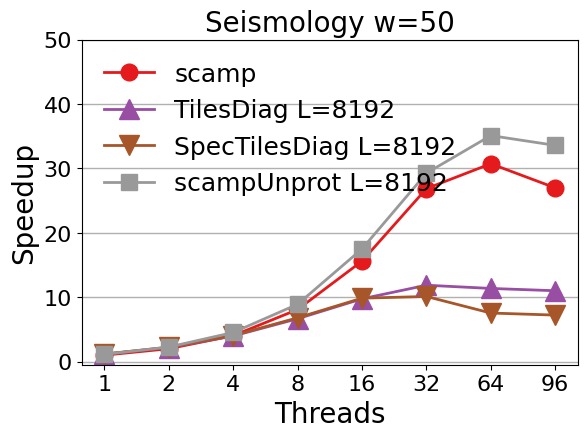 Seismology w=50
50
40
30
20
10
0
Speedup
scamp
TilesDiag L=8192
SpecTilesDiag L=8192
scampUnprot L=8192
1 2 4 8 16 32 64 96
Threads